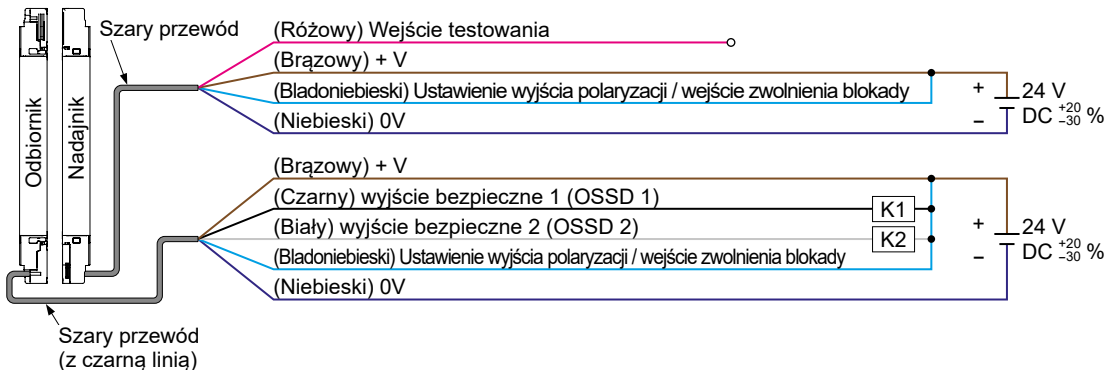 Szary przewód
(Różowy) Wejście testowania
(Brązowy) + V
(Bladoniebieski) Ustawienie wyjścia polaryzacji / wejście zwolnienia blokady
(Niebieski) 0V
+
−
24 V
DC +20 −30 %
Odbiornik
Nadajnik
(Brązowy) + V
(Czarny) wyjście bezpieczne 1 (OSSD 1)
K1
(Biały) wyjście bezpieczne 2 (OSSD 2)
K2
(Bladoniebieski) Ustawienie wyjścia polaryzacji / wejście zwolnienia blokady
(Niebieski) 0V
+
−
24 V
DC +20 −30 %
Szary przewód
(z czarną linią)